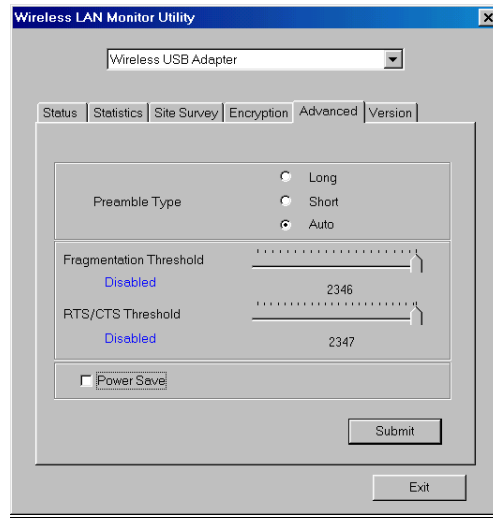 Wireless LAN Monitor Utility
Wireless USB Adapter
Status Statistics Site Survey Encryption Advanced Version
Preamble Type
Long
Short
Auto
Fragmentation Threshold
Disabled
2346
RTS/CTS Threshold
Disabled
2347
Power Save
Submit
Exit